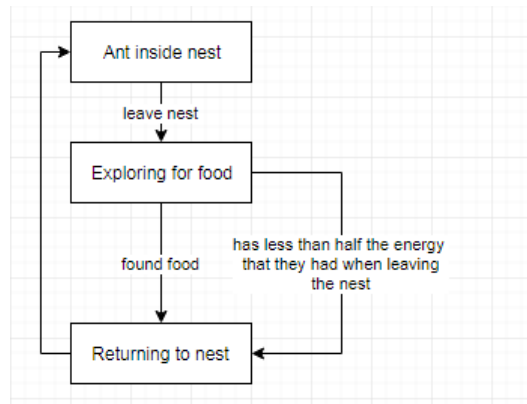 Ant inside nest
leave nest
Exploring for food
has less than half the energy
that they had when leaving
the nest
found food
Returning to nest